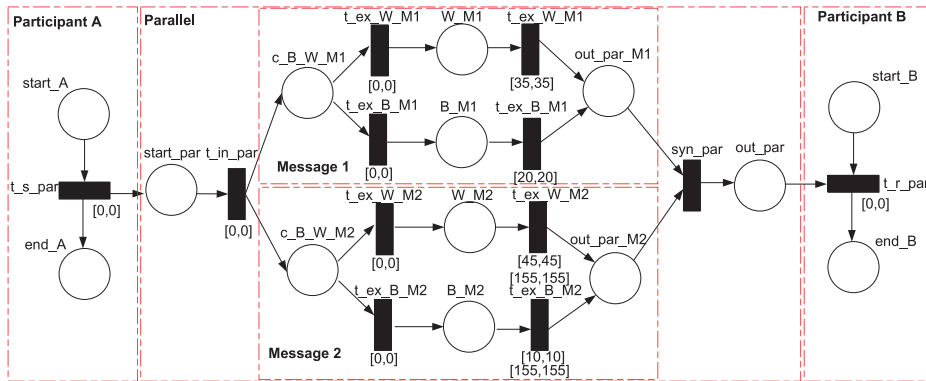 Participant A
Parallel
t_ex_W_M1
W_M1
t_ex_W_M1
Participant B
c_B_W_M1
out_par_M1
start_A
[0,0]
[35,35]
start_B
t_ex_B_M1
B_M1
t_ex_B_M1
start_par
t_in_par
syn_par
out_par
Message 1
[0,0]
[20,20]
t_s_par
t_r_par
[0,0]
t_ex_W_M2
W_M2
t_ex_W_M2
[0,0]
[0,0]
end_A
c_B_W_M2
out_par_M2
end_B
[0,0]
[45,45]
[155,155]
t_ex_B_M2
B_M2
t_ex_B_M2
Message 2
[0,0]
[10,10]
[155,155]